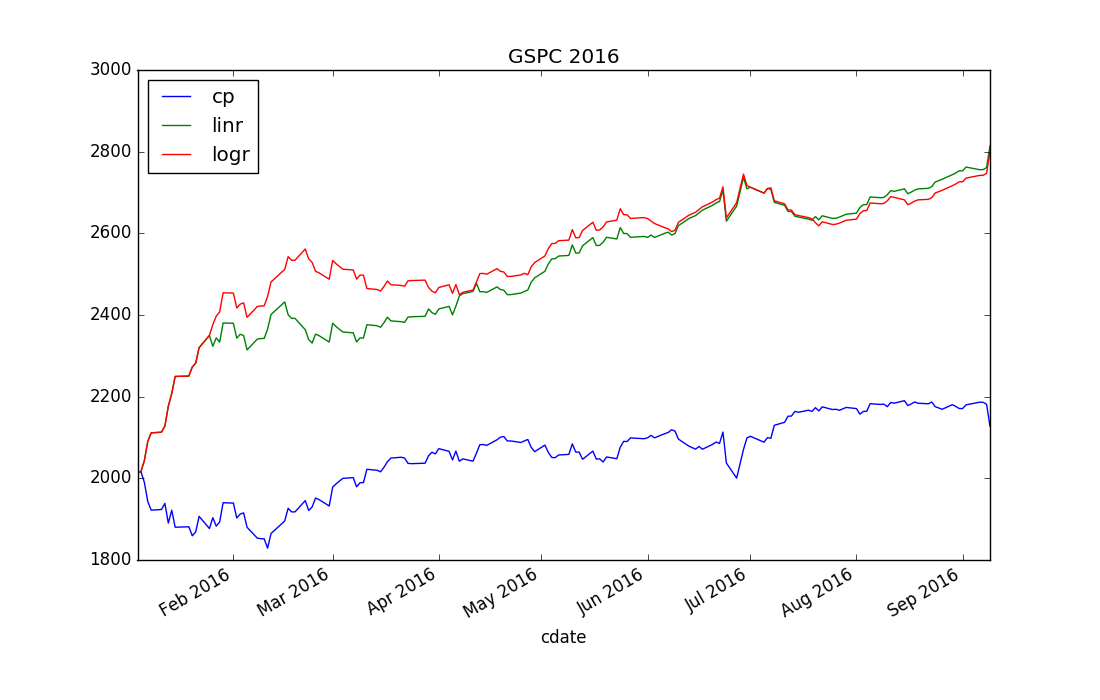 GSPC 2016
3000
2800
2600
2400
2200
2000
1800
cp
linr
logr
Feb 2016
Mar 2016
Apr 2016
May 2016
Jun 2016
Jul 2016
Aug 2016
Sep 2016
cdate